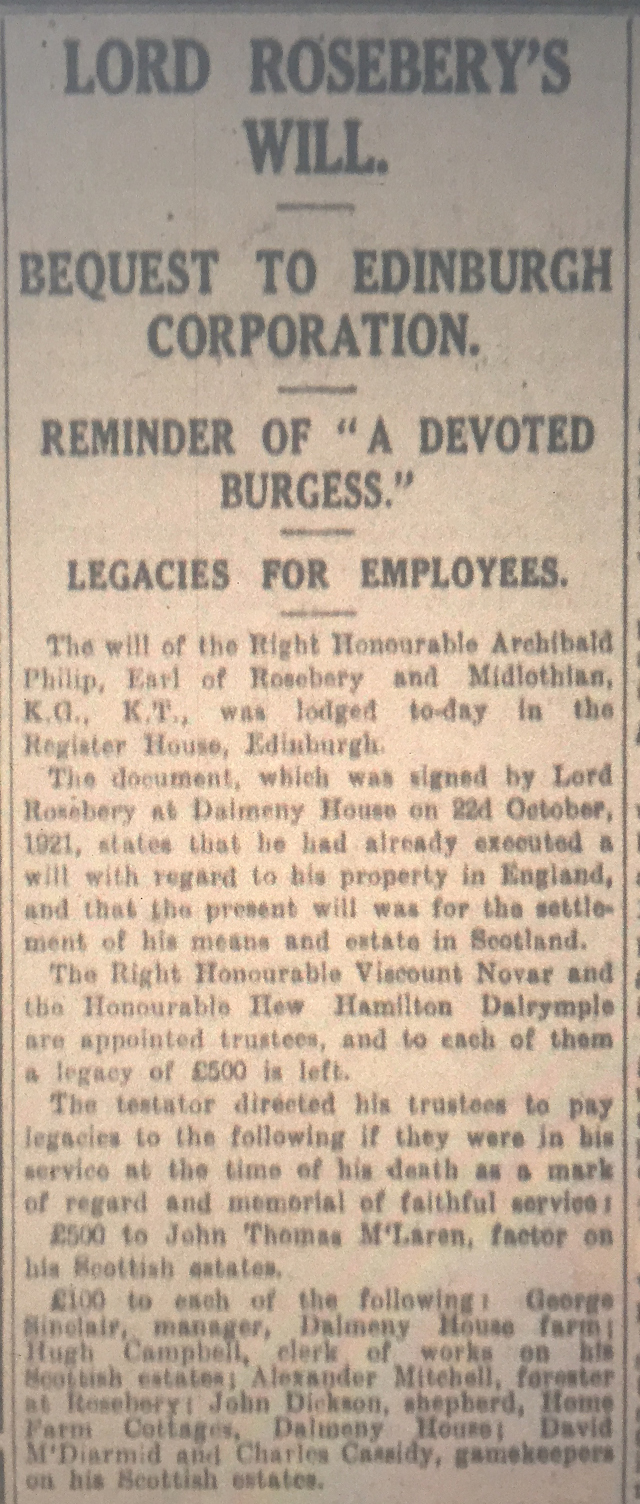 LORD ROSEBERY'S
WILL.
BEQUEST TO EDINBURGH
CORPORATION.
REMINDER OF "A DEVOTED
BURGESS."
LEGACIES FOR EMPLOYEES.
The will of the Right Honourable Archibald
Philip, Earl of Rosebery and Midlothian,
K.G., K.T., was lodged to-day in the
Register House, Edinburgh.
The document, which was signed by Lord
Rosebery at Dalmeny House on 22d October,
1921, states that he had already executed a
will with regard to his property in England,
and that the present will was for the settle-
ment of his means and estate in Scotland.
The Right Honourable Viscount Novar and
the Honourable Hew Hamilton Dalrymple
are appointed trustees, and to each of them
a legacy of £500 is left.
The testator directed his trustees to pay
legacies to the following if they were in his
service at the time of his death as a mark
of regard and memorial of faithful service:
£500 to John Thomas M'Laren, factor on
his Scottish estates.
£100 to each of the following: George
Sinclair, manager, Dalmeny House farm;
Hugh Campbell, clerk of works on his
Scottish estates; Alexander Mitchell, forester
at Rosebery; John Dickson, shepherd, Home
Farm Cottages, Dalmeny House; David
M'Diarmid and Charles Cassidy, gamekeepers
on his Scottish estates.